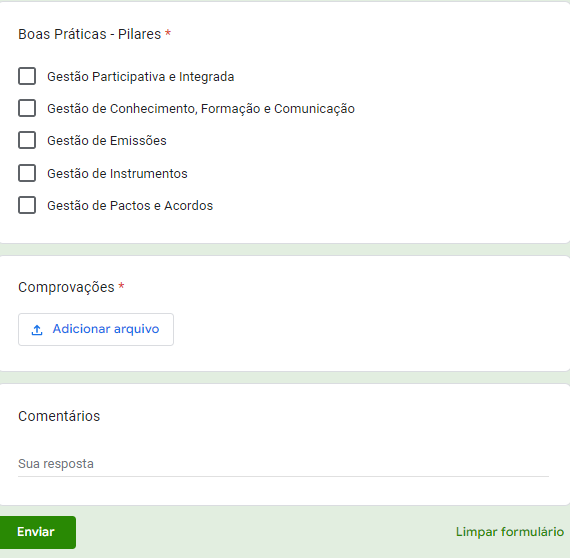 Boas Práticas - Pilares *
Gestão Participativa e Integrada
Gestão de Conhecimento, Formação e Comunicação
Gestão de Emissões
Gestão de Instrumentos
Gestão de Pactos e Acordos
Comprovações *
Adicionar arquivo
Comentários
Sua resposta
Enviar
Limpar formulário